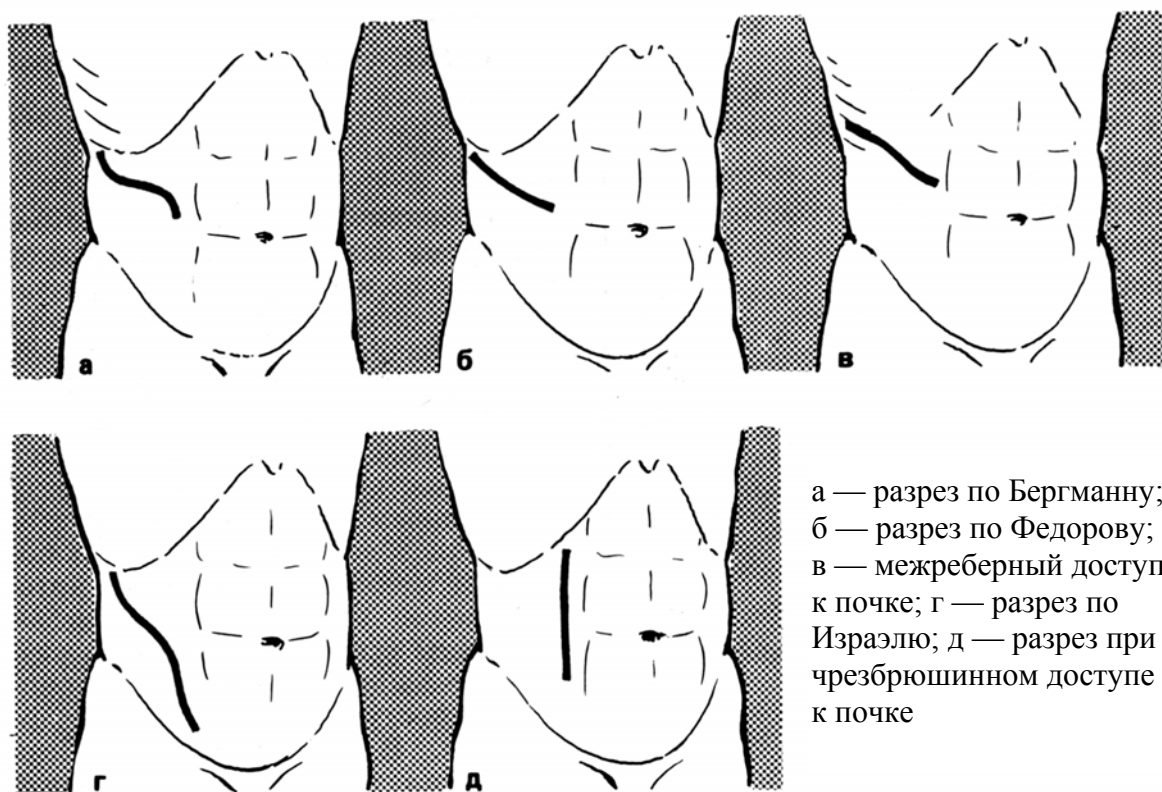 а
б
в
г
д
а — разрез по Бергманну;
б — разрез по Федорову;
в — межреберный доступ
к почке; г — разрез по
Израэлю; д — разрез при
чрезбрюшинном доступе
к почке